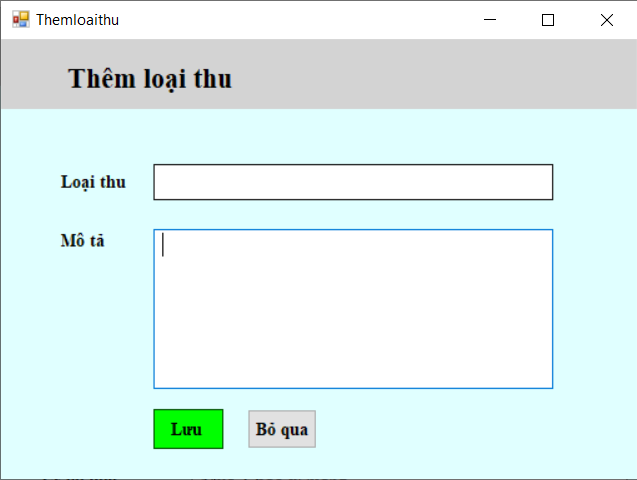 Themloaithu
Thêm loại thu
Loại thu
Mô tả
Lưu
Bỏ qua